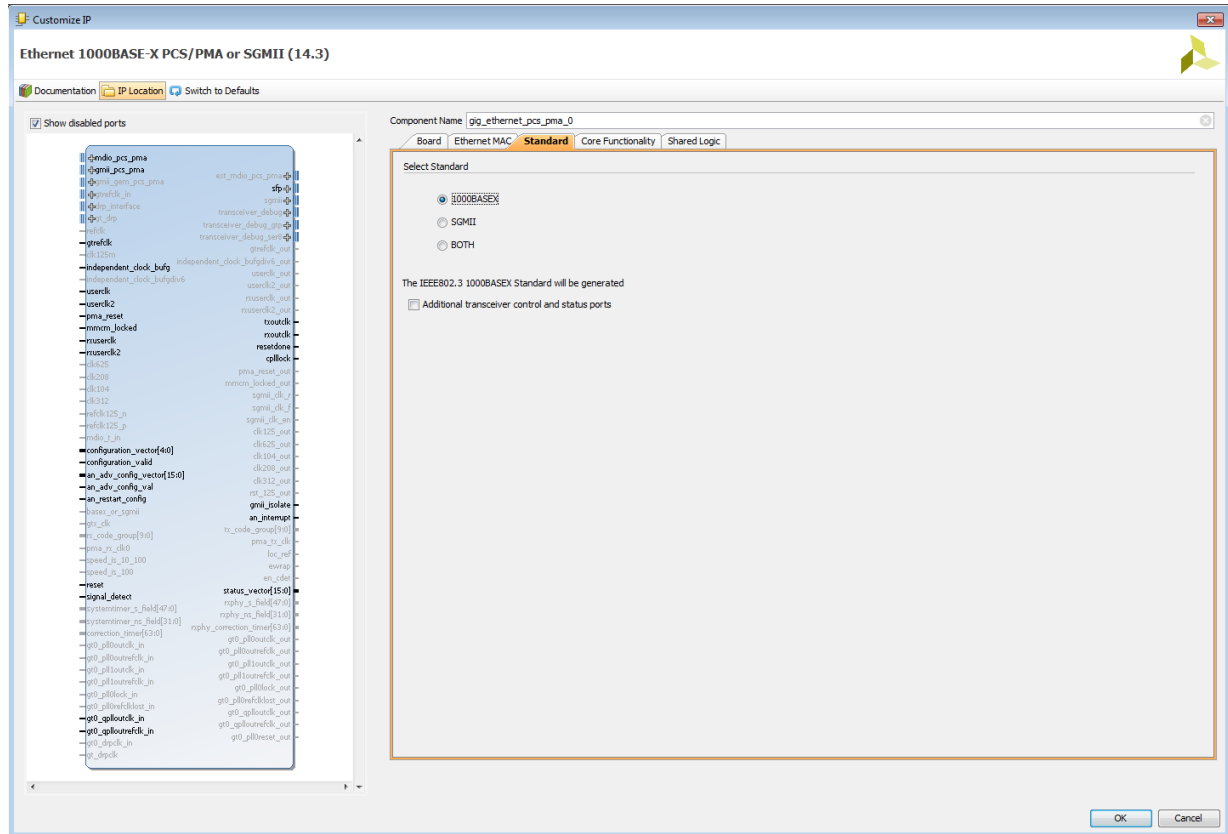 Customize IP
Ethernet 1000BASE-X PCS/PMA or SGMII (14.3)
Documentation IP Location Switch to Defaults
Show disabled ports
mdio_pcs_pma
gmii_pcs_pma
gmii_gem_pcs_pma
gtrefclk_in
drp_interface
gt_drp
refclk
gtrefclk
clk125m
independent_clock_bufg
independent_clock_bufgdiv6
userclk
userclk2
pma_reset
mmcm_locked
rxuserclk
rxuserclk2
clk625
clk208
clk104
clk312
refclk125_n
refclk125_p
mdio_t_in
configuration_vector[4:0]
configuration_valid
an_adv_config_vector[15:0]
an_adv_config_val
an_restart_config
basex_or_sgmii
gtx_clk
rx_code_group[9:0]
pma_rx_clk0
speed_is_10_100
speed_is_100
reset
signal_detect
systemtimer_s_field[47:0]
systemtimer_ns_field[31:0]
correction_timer[63:0]
gt0_pll0outclk_in
gt0_pll0outrefclk_in
gt0_pll1outclk_in
gt0_pll1outrefclk_in
gt0_pll0lock_in
gt0_pll0refclklost_in
gt0_qplloutclk_in
gt0_qplloutrefclk_in
gt0_drpclk_in
gt_drpclk
ext_mdio_pcs_pma
sfp
sgmii
transceiver_debug
transceiver_debug_gtp
transceiver_debug_ser8
gtrefclk_out
independent_clock_bufgdiv6_out
userclk_out
userclk2_out
rxuserclk_out
rxuserclk2_out
txoutclk
rxoutclk
resetdone
cplllock
pma_reset_out
mmcm_locked_out
sgmii_clk_r
sgmii_clk_f
sgmii_clk_en
clk125_out
clk625_out
clk104_out
clk208_out
clk312_out
rst_125_out
gmii_isolate
an_interrupt
tx_code_group[9:0]
pma_tx_clk
loc_ref
ewrap
en_cdet
status_vector[15:0]
rxphy_s_field[47:0]
rxphy_ns_field[31:0]
rxphy_correction_timer[63:0]
gt0_pll0outclk_out
gt0_pll0outrefclk_out
gt0_pll1outclk_out
gt0_pll1outrefclk_out
gt0_pll0lock_out
gt0_pll0refclklost_out
gt0_qplloutclk_out
gt0_qplloutrefclk_out
gt0_pll0reset_out
Component Name gig_ethernet_pcs_pma_0
Board Ethernet MAC Standard Core Functionality Shared Logic
Select Standard
1000BASEX
SGMII
BOTH
The IEEE802.3 1000BASEX Standard will be generated
Additional transceiver control and status ports
OK Cancel